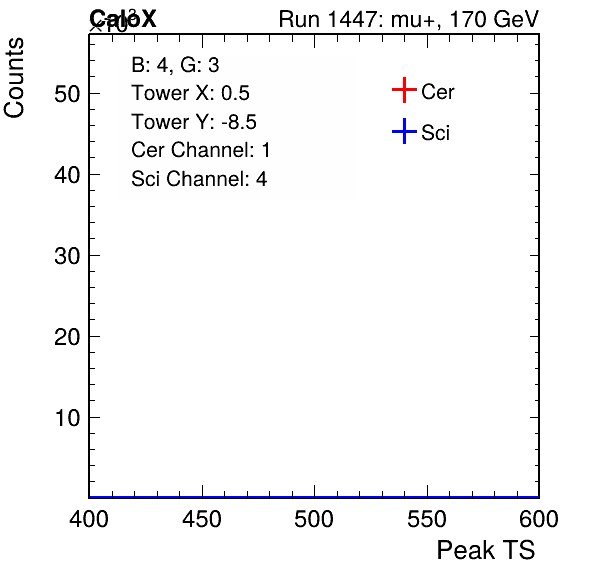 CaloX Run 1447: mu+, 170 GeV
×10³
Counts
B: 4, G: 3
Tower X: 0.5
Tower Y: -8.5
Cer Channel: 1
Sci Channel: 4
Cer
Sci
50
40
30
20
10
400 450 500 550 600
Peak TS